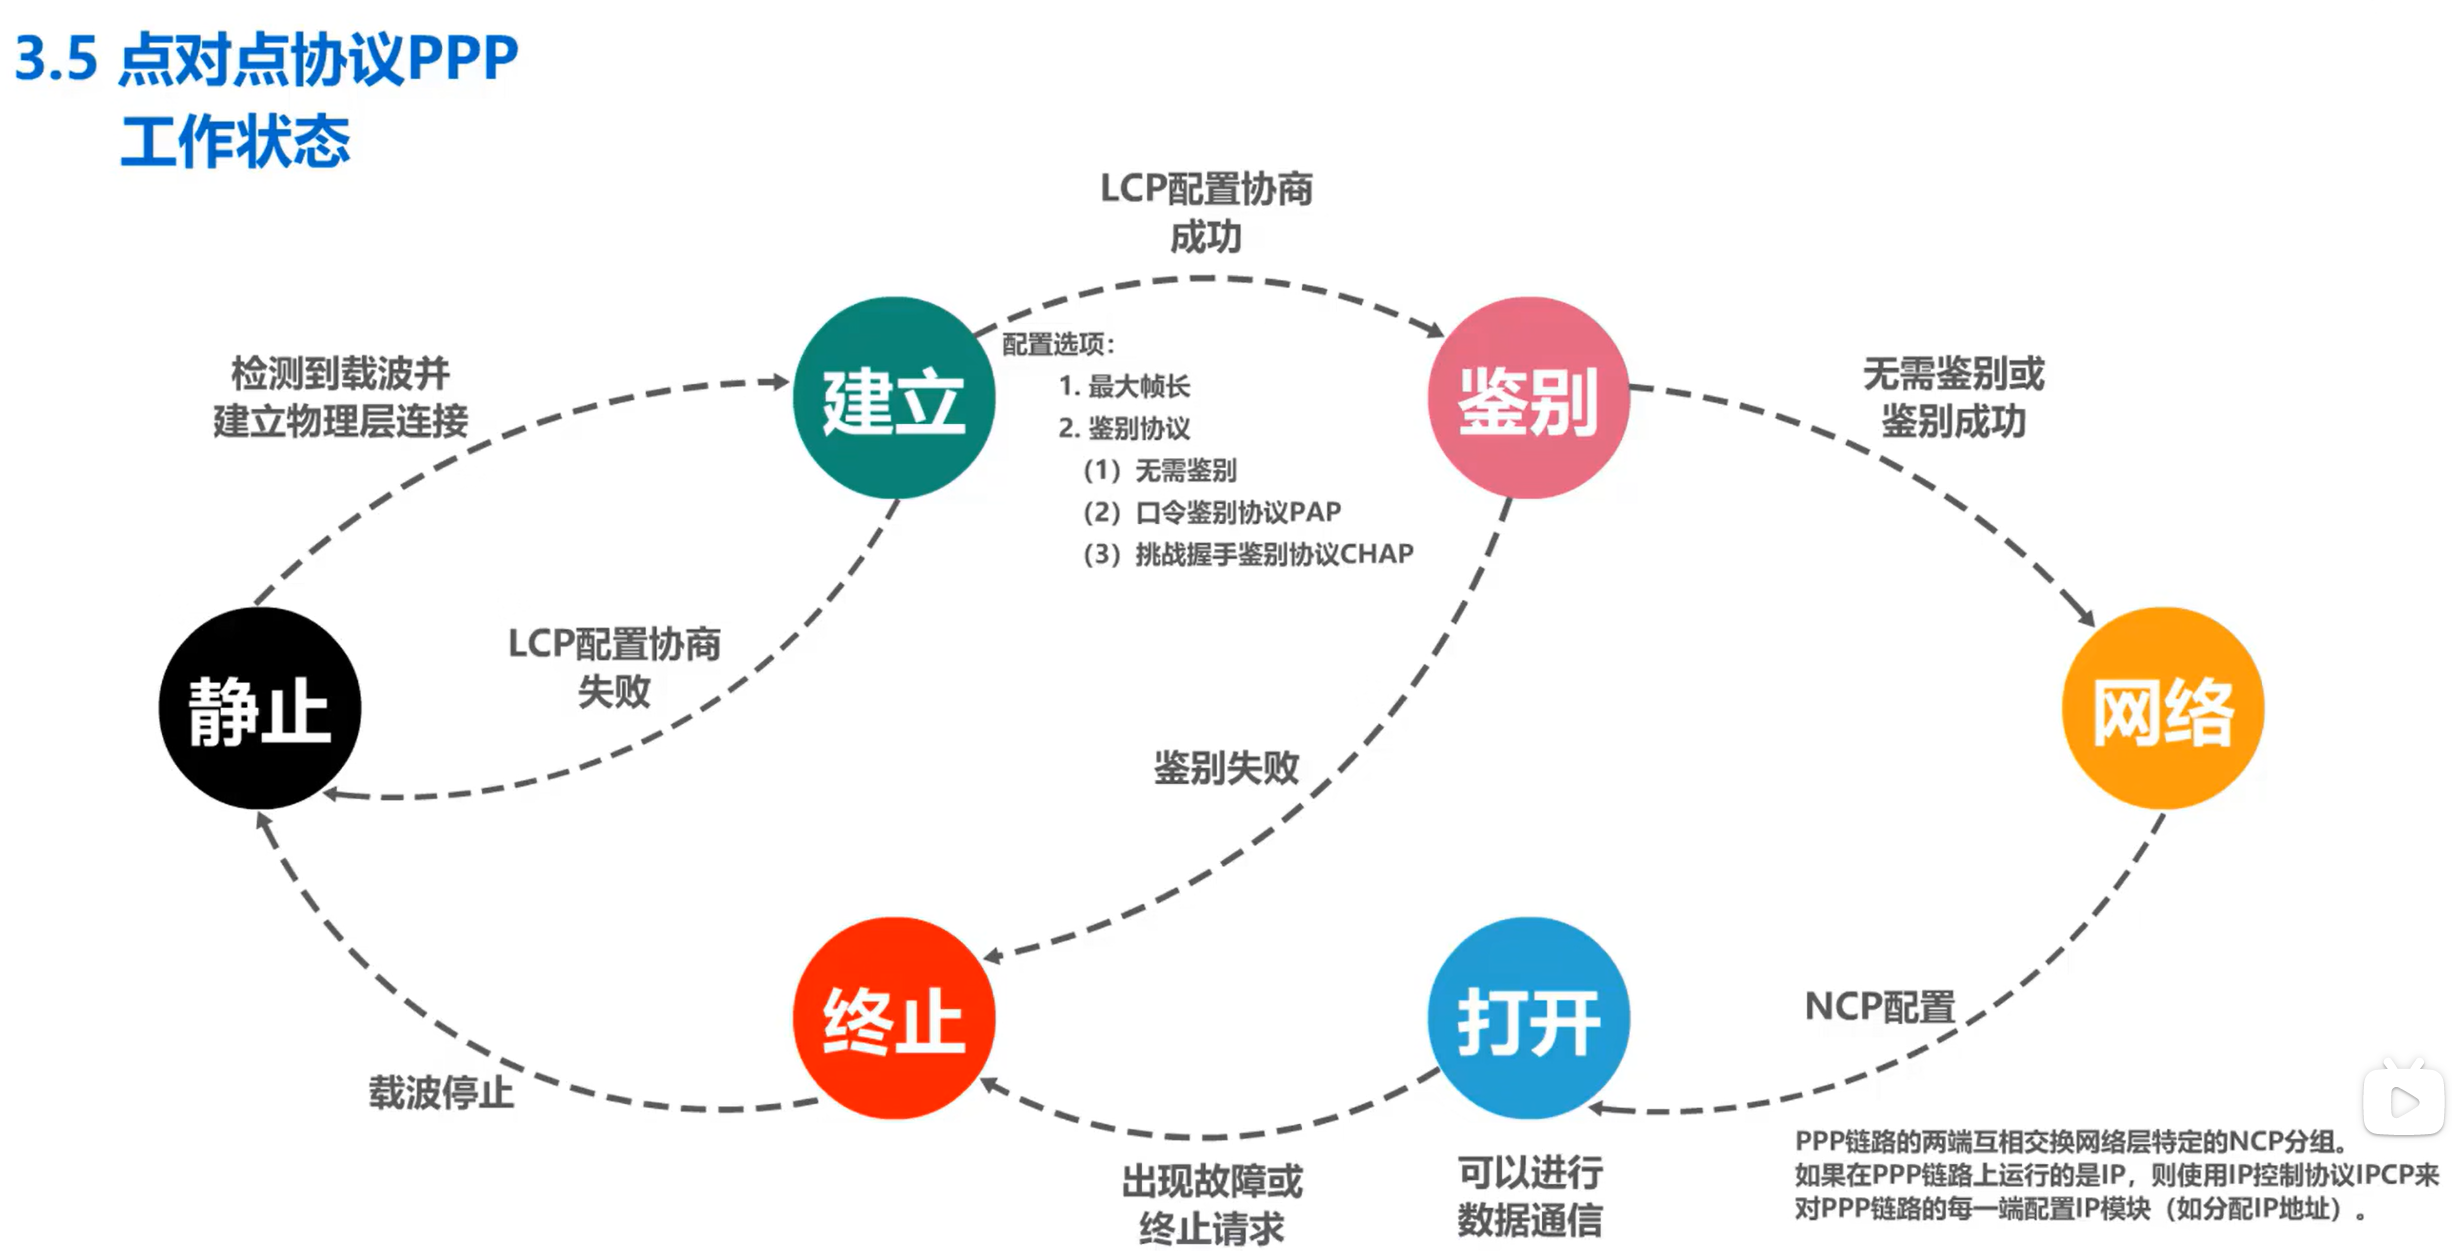 3.5 点对点协议PPP
工作状态
LCP配置协商
成功
检测到载波并
建立物理层连接
建立
配置选项：
1. 最大帧长
2. 鉴别协议
（1）无需鉴别
（2）口令鉴别协议PAP
（3）挑战握手鉴别协议CHAP
鉴别
无需鉴别或
鉴别成功
静止
LCP配置协商
失败
鉴别失败
网络
终止
打开
NCP配置
载波停止
出现故障或
终止请求
可以进行
数据通信
PPP链路的两端互相交换网络层特定的NCP分组。
如果在PPP链路上运行的是IP，则使用IP控制协议IPCP来
对PPP链路的每一端配置IP模块（如分配IP地址）。